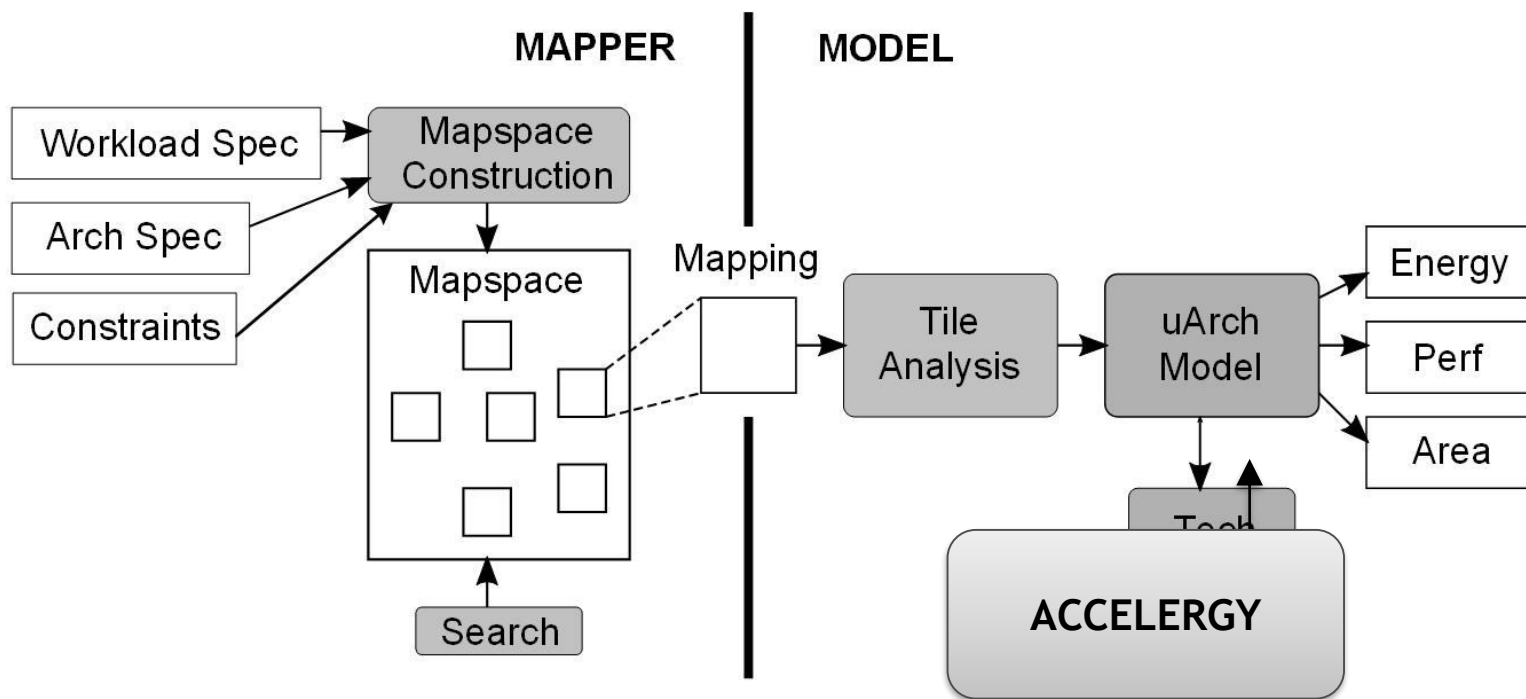 MAPPER
MODEL
Workload Spec
Arch Spec
Constraints
Mapspace
Construction
Mapspace
Search
Mapping
Tile
Analysis
uArch
Model
Energy
Perf
Area
Tech
ACCELERGY